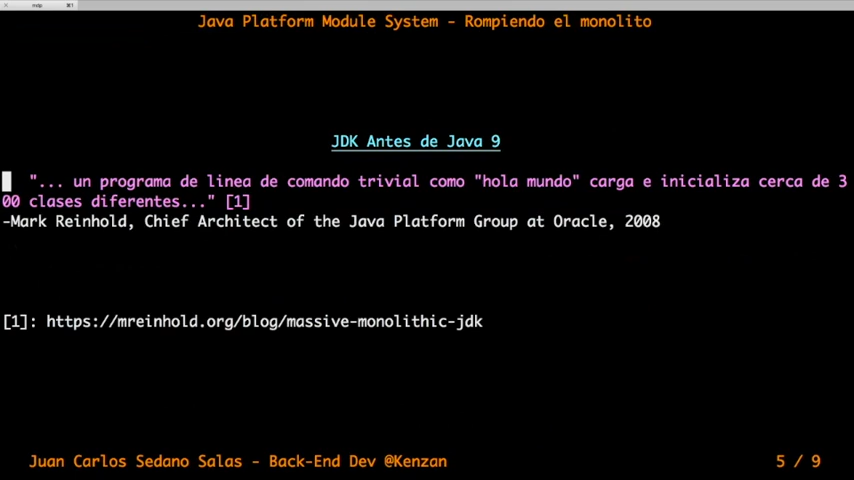 mdp
⌘1
Java Platform Module System - Rompiendo el monolito
JDK Antes de Java 9
"... un programa de linea de comando trivial como "hola mundo" carga e inicializa cerca de 3
00 clases diferentes..." [1]
-Mark Reinhold, Chief Architect of the Java Platform Group at Oracle, 2008
[1]: https://mreinhold.org/blog/massive-monolithic-jdk
Juan Carlos Sedano Salas - Back-End Dev @Kenzan
5 / 9